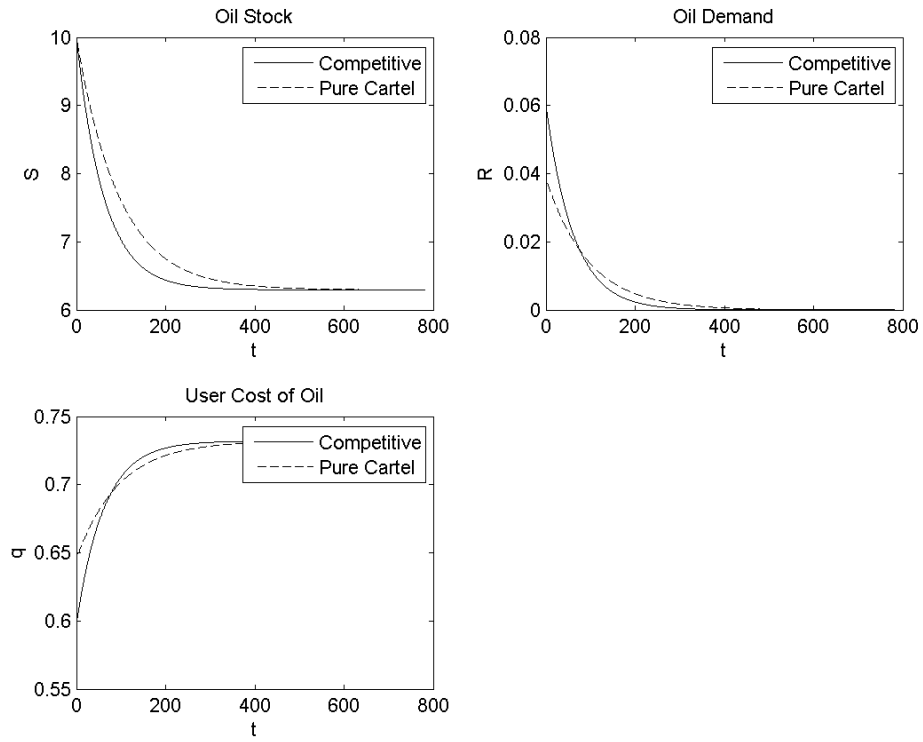 Oil Stock
10
9
8
7
6
S
0
200
400
600
800
t
Competitive
Pure Cartel
Oil Demand
0.08
0.06
0.04
0.02
0
R
0
200
400
600
800
t
Competitive
Pure Cartel
User Cost of Oil
0.75
0.7
0.65
0.6
0.55
q
0
200
400
600
800
t
Competitive
Pure Cartel